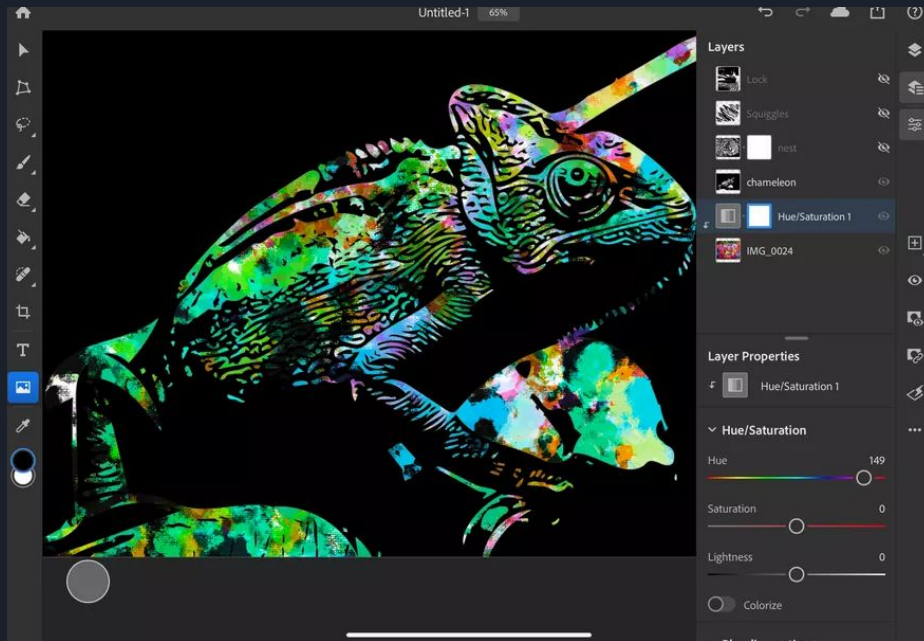 Untitled-1 65%
Layers
Lock
Squiggles
nest
chameleon
Hue/Saturation 1
IMG_0024
T
Layer Properties
Hue/Saturation 1
Hue/Saturation
Hue 149
Saturation 0
Lightness 0
Colorize